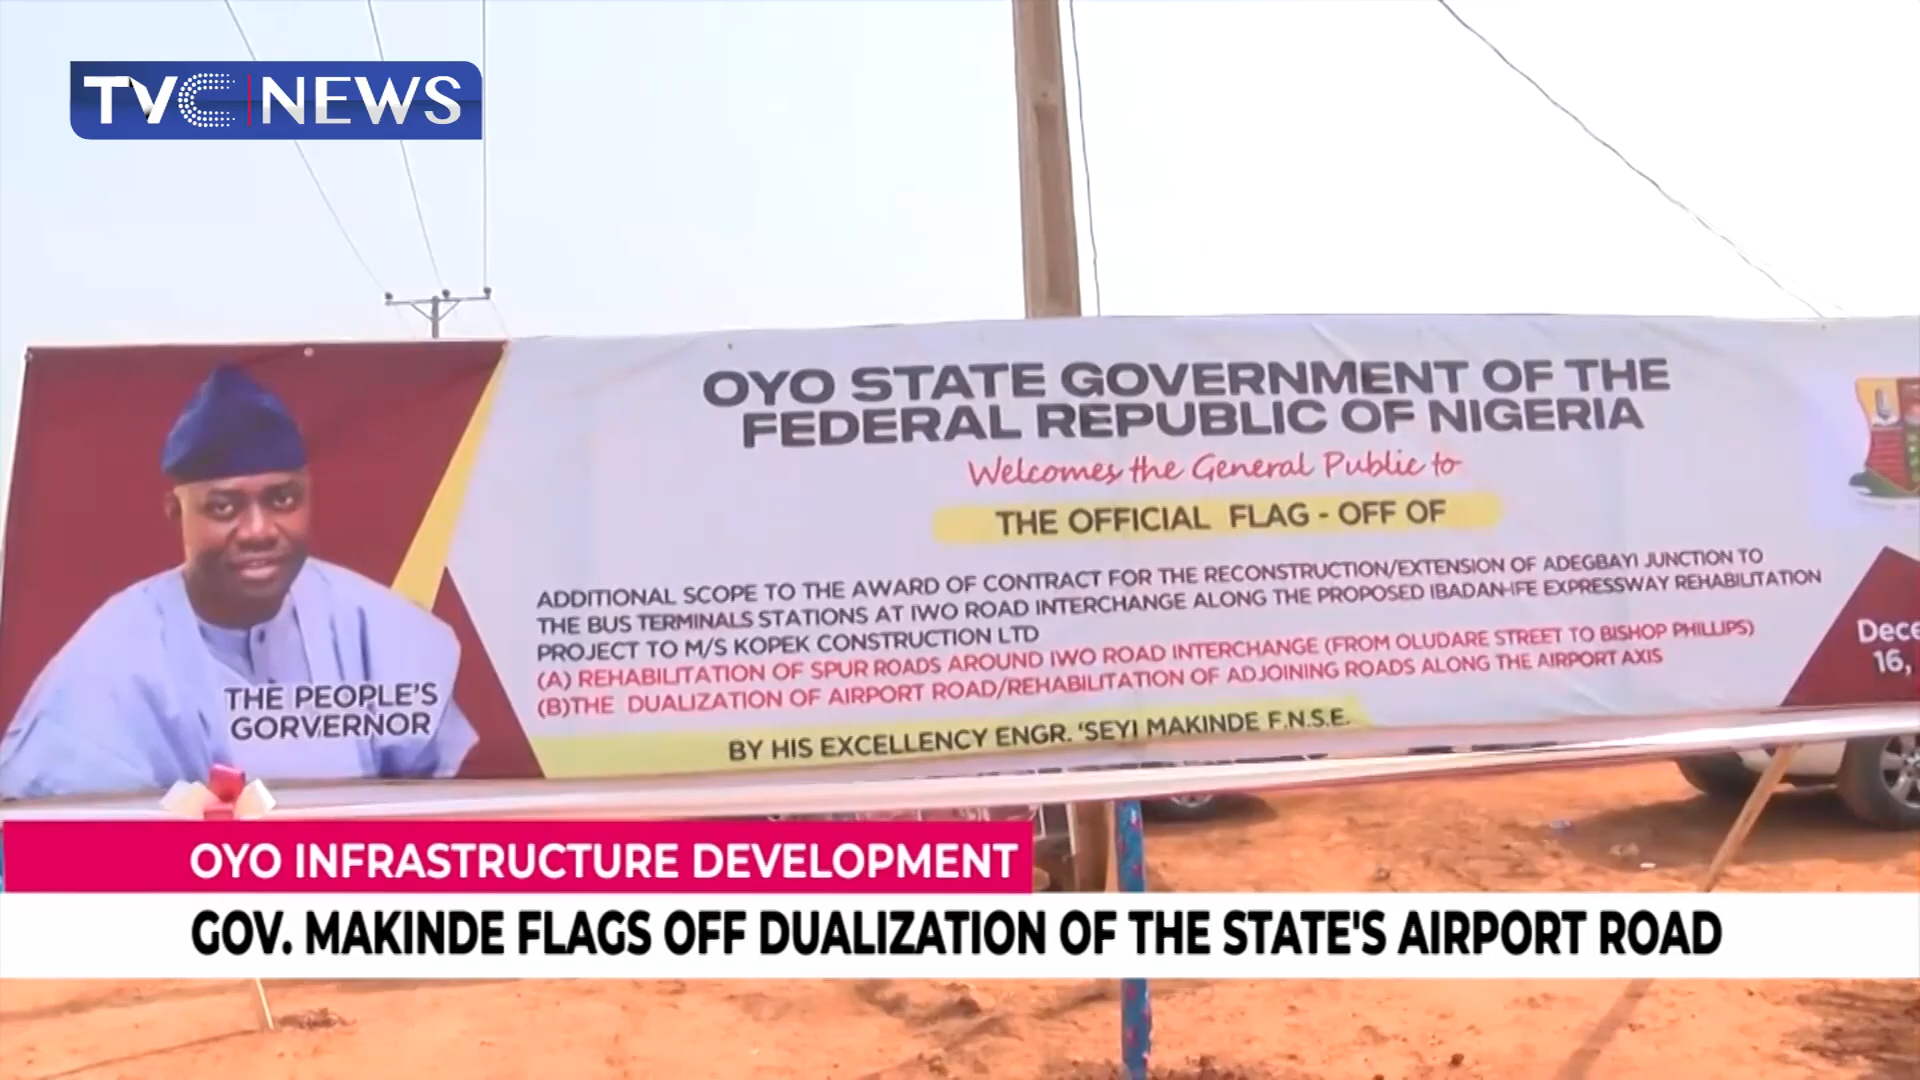 TVC NEWS
OYO STATE GOVERNMENT OF THE
FEDERAL REPUBLIC OF NIGERIA
Welcomes the General Public to
THE OFFICIAL FLAG - OFF OF
ADDITIONAL SCOPE TO THE AWARD OF CONTRACT FOR THE RECONSTRUCTION/EXTENSION OF ADEGBAYI JUNCTION TO
THE BUS TERMINALS STATIONS AT IWO ROAD INTERCHANGE ALONG THE PROPOSED IBADAN-IFE EXPRESSWAY REHABILITATION
PROJECT TO M/S KOPEK CONSTRUCTION LTD
(A) REHABILITATION OF SPUR ROADS AROUND IWO ROAD INTERCHANGE (FROM OLUDARE STREET TO BISHOP PHILLIPS)
(B)THE DUALIZATION OF AIRPORT ROAD/REHABILITATION OF ADJOINING ROADS ALONG THE AIRPORT AXIS
BY HIS EXCELLENCY ENGR. 'SEYI MAKINDE F.N.S.E.
THE PEOPLE'S
GORVERNOR
Dece
16,
OYO INFRASTRUCTURE DEVELOPMENT
GOV. MAKINDE FLAGS OFF DUALIZATION OF THE STATE'S AIRPORT ROAD